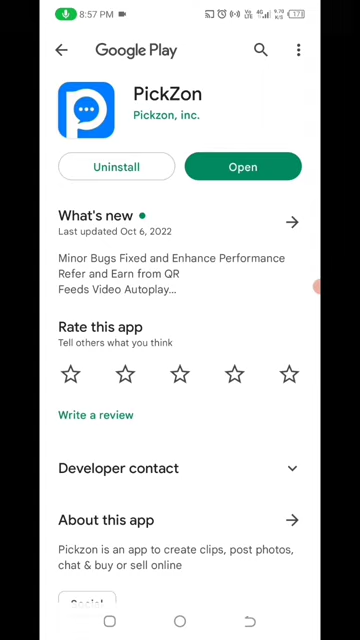 8:57 PM
Google Play
PickZon
Pickzon, inc.
Uninstall
Open
What's new
Last updated Oct 6, 2022
Minor Bugs Fixed and Enhance Performance
Refer and Earn from QR
Feeds Video Autoplay...
Rate this app
Tell others what you think
Write a review
Developer contact
About this app
Pickzon is an app to create clips, post photos,
chat & buy or sell online
Social